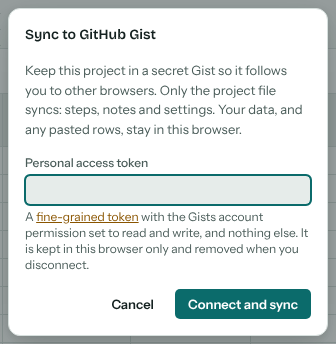 Sync to GitHub Gist
Keep this project in a secret Gist so it follows
you to other browsers. Only the project file
syncs: steps, notes and settings. Your data, and
any pasted rows, stay in this browser.
Personal access token
A fine-grained token with the Gists account
permission set to read and write, and nothing else. It
is kept in this browser only and removed when you
disconnect.
Cancel
Connect and sync